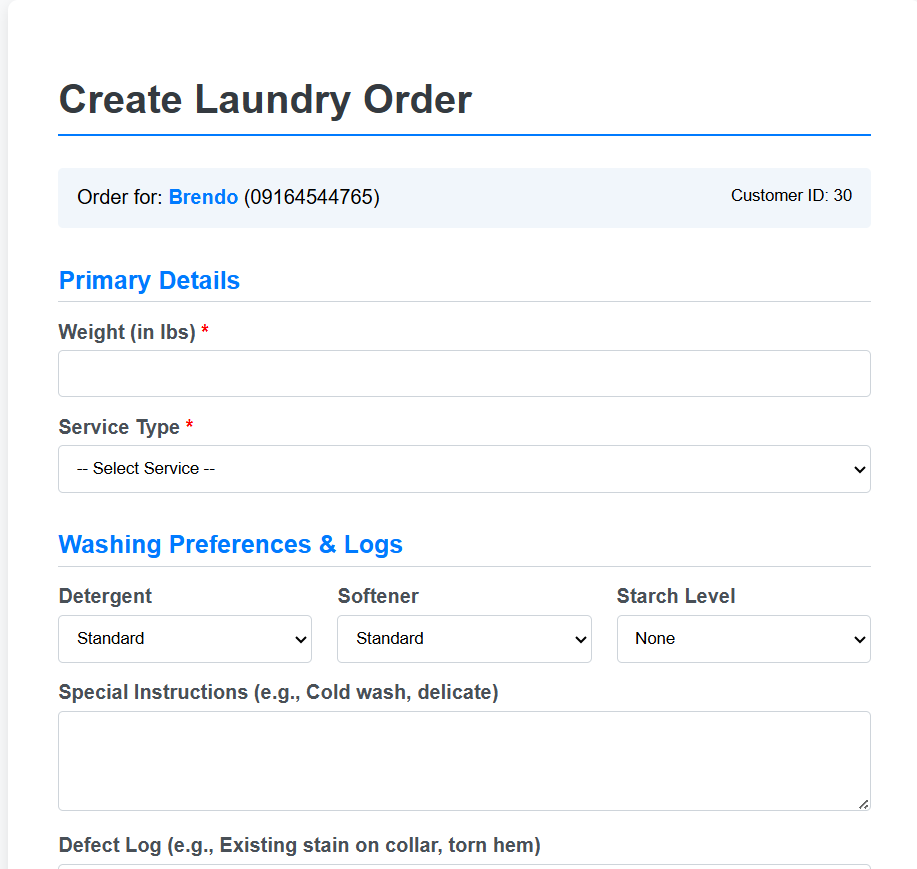 Create Laundry Order
Order for: Brendo (09164544765)
Customer ID: 30
Primary Details
Weight (in lbs) *
Service Type *
-- Select Service --
Washing Preferences & Logs
Detergent
Softener
Starch Level
Standard
Standard
None
Special Instructions (e.g., Cold wash, delicate)
Defect Log (e.g., Existing stain on collar, torn hem)